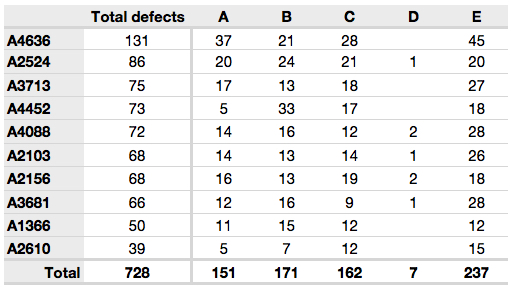 Total defects A B C D E
A4636 131 37 21 28 45
A2524 86 20 24 21 1 20
A3713 75 17 13 18 27
A4452 73 5 33 17 18
A4088 72 14 16 12 2 28
A2103 68 14 13 14 1 26
A2156 68 16 13 19 2 18
A3681 66 12 16 9 1 28
A1366 50 11 15 12 12
A2610 39 5 7 12 15
Total 728 151 171 162 7 237